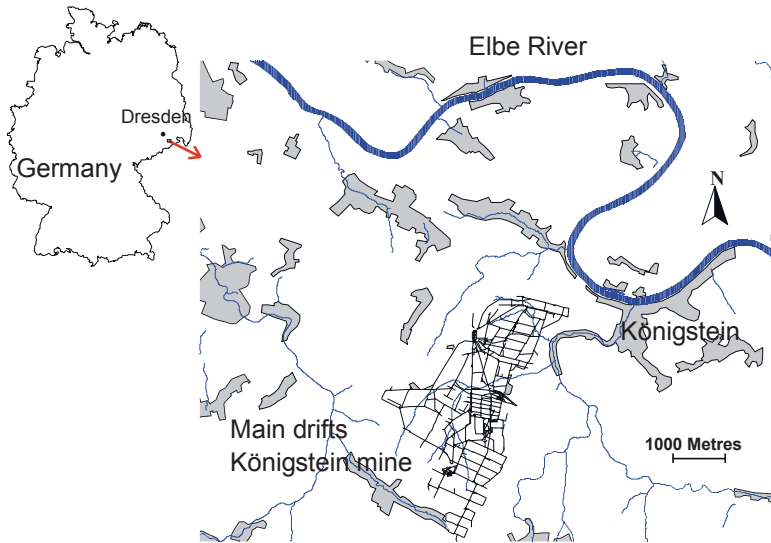 Elbe River
Dresden
Germany
N
Königstein
Main drifts
Königstein mine
1000 Metres